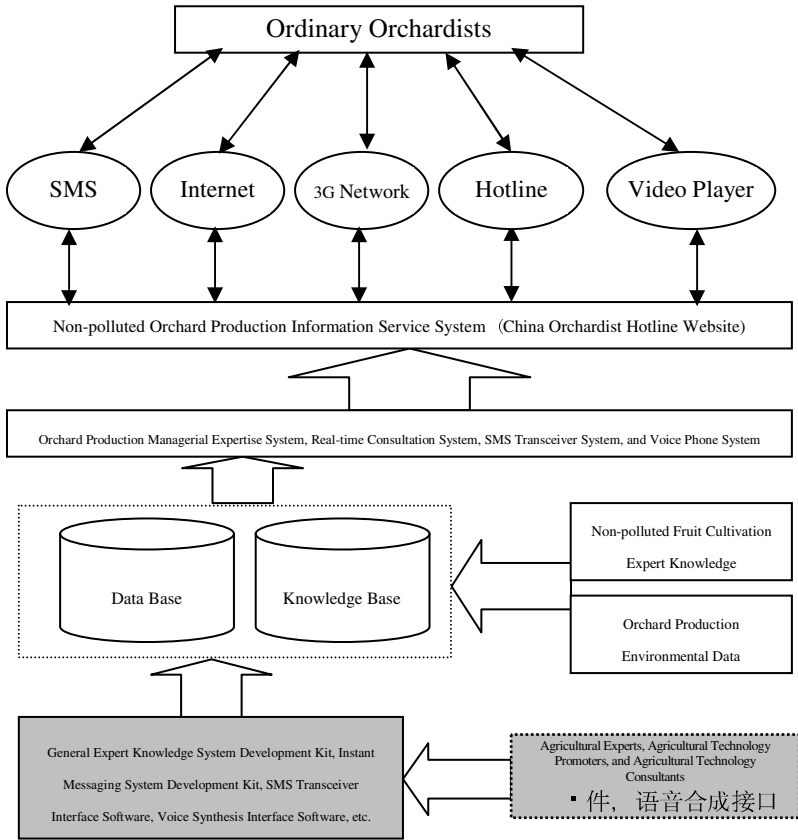 Ordinary Orchardists
SMS
Internet
3G Network
Hotline
Video Player
Non-polluted Orchard Production Information Service System（China Orchardist Hotline Website)
Orchard Production Managerial Expertise System, Real-time Consultation System, SMS Transceiver System, and Voice Phone System
Non-polluted Fruit Cultivation
Expert Knowledge
Data Base
Knowledge Base
Orchard Production
Environmental Data
General Expert Knowledge System Development Kit, Instant
Messaging System Development Kit, SMS Transceiver
Interface Software, Voice Synthesis Interface Software, etc.
Agricultural Experts, Agricultural Technology
Promoters, and Agricultural Technology
Consultants
件，语音合成接口